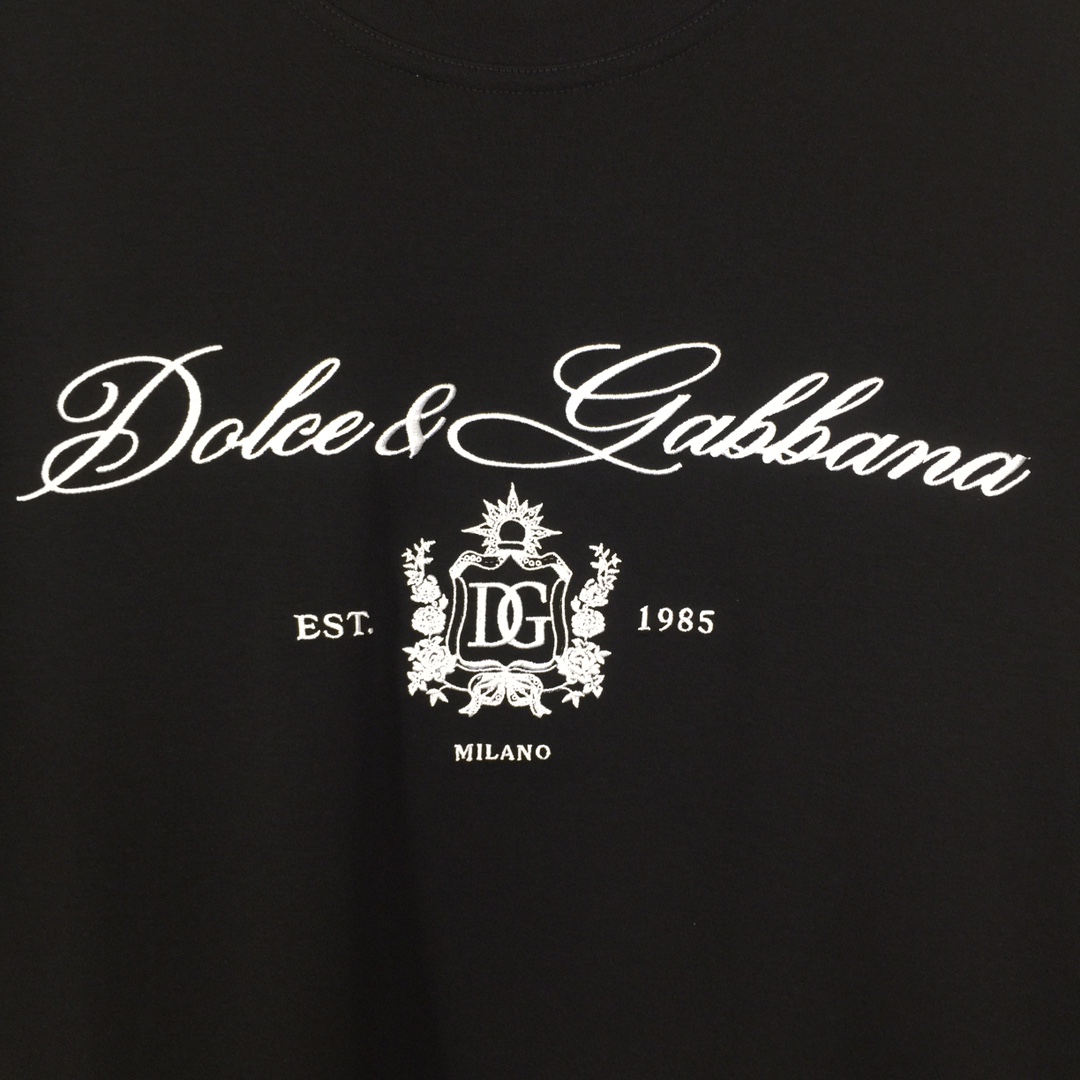 Dolce & Gabbana
DG
EST. 1985
MILANO